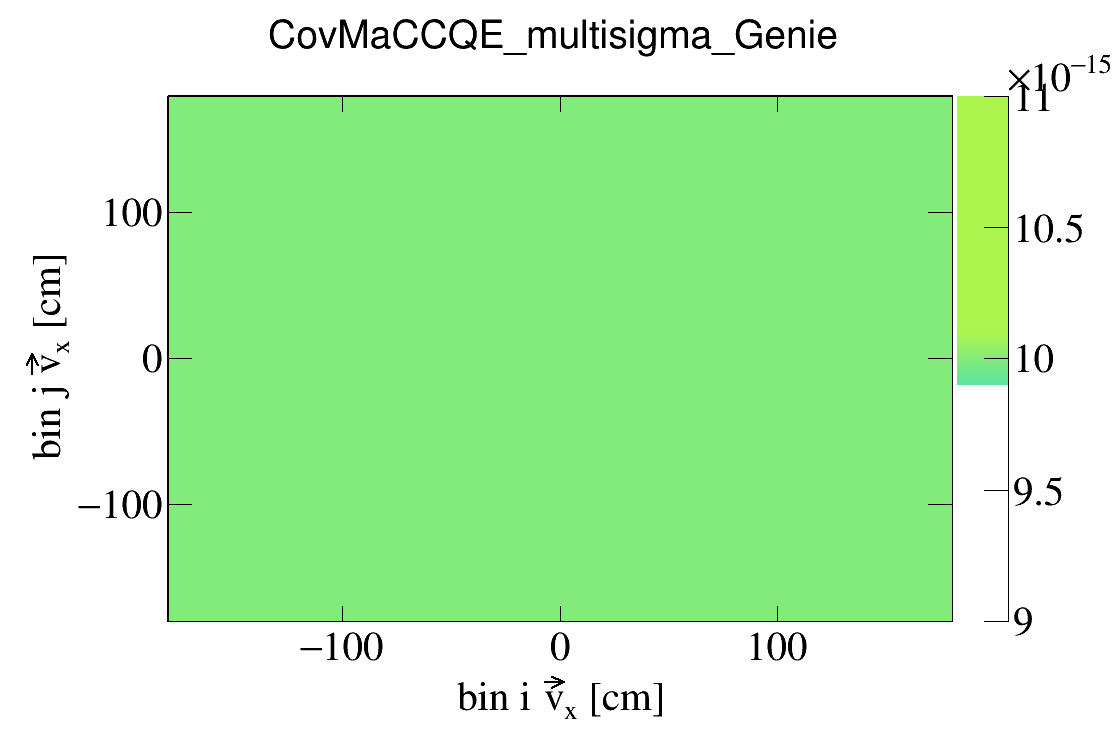 CovMaCCQE_multisigma_Genie
×10⁻¹⁵
11
10.5
10
9.5
9
100
0
−100
bin j v⃗ₓ [cm]
−100 0 100
bin i v⃗ₓ [cm]